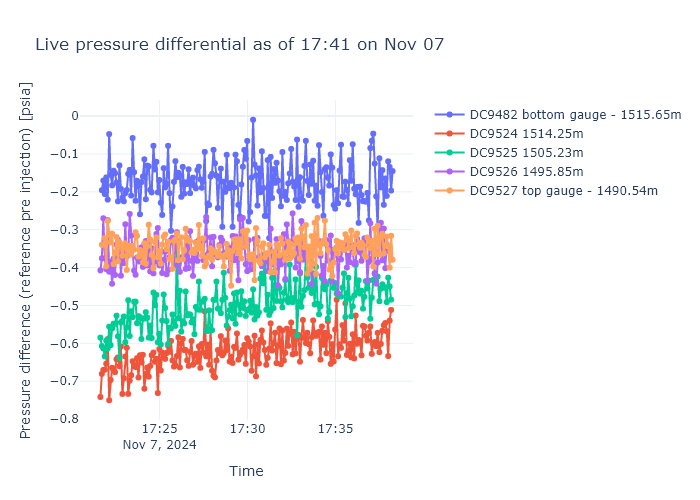 Live pressure differential as of 17:41 on Nov 07
Pressure difference (reference pre injection) [psia]
0
−0.1
−0.2
−0.3
−0.4
−0.5
−0.6
−0.7
−0.8
17:25
Nov 7, 2024
17:30
17:35
Time
DC9482 bottom gauge - 1515.65m
DC9524 1514.25m
DC9525 1505.23m
DC9526 1495.85m
DC9527 top gauge - 1490.54m